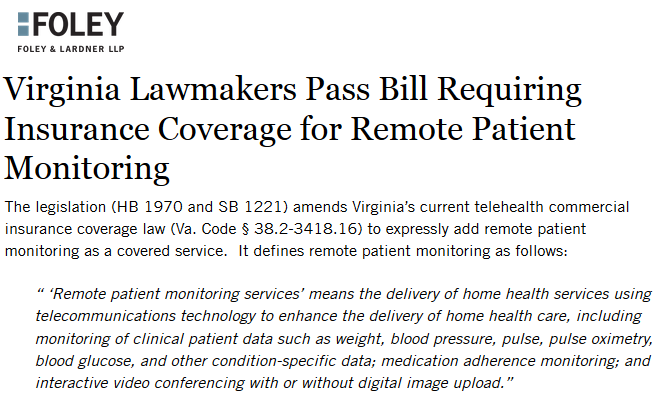 FOLEY
FOLEY & LARDNER LLP
Virginia Lawmakers Pass Bill Requiring
Insurance Coverage for Remote Patient
Monitoring
The legislation (HB 1970 and SB 1221) amends Virginia’s current telehealth commercial
insurance coverage law (Va. Code § 38.2-3418.16) to expressly add remote patient
monitoring as a covered service.  It defines remote patient monitoring as follows:
“ ‘Remote patient monitoring services’ means the delivery of home health services using
telecommunications technology to enhance the delivery of home health care, including
monitoring of clinical patient data such as weight, blood pressure, pulse, pulse oximetry,
blood glucose, and other condition-specific data; medication adherence monitoring; and
interactive video conferencing with or without digital image upload.”